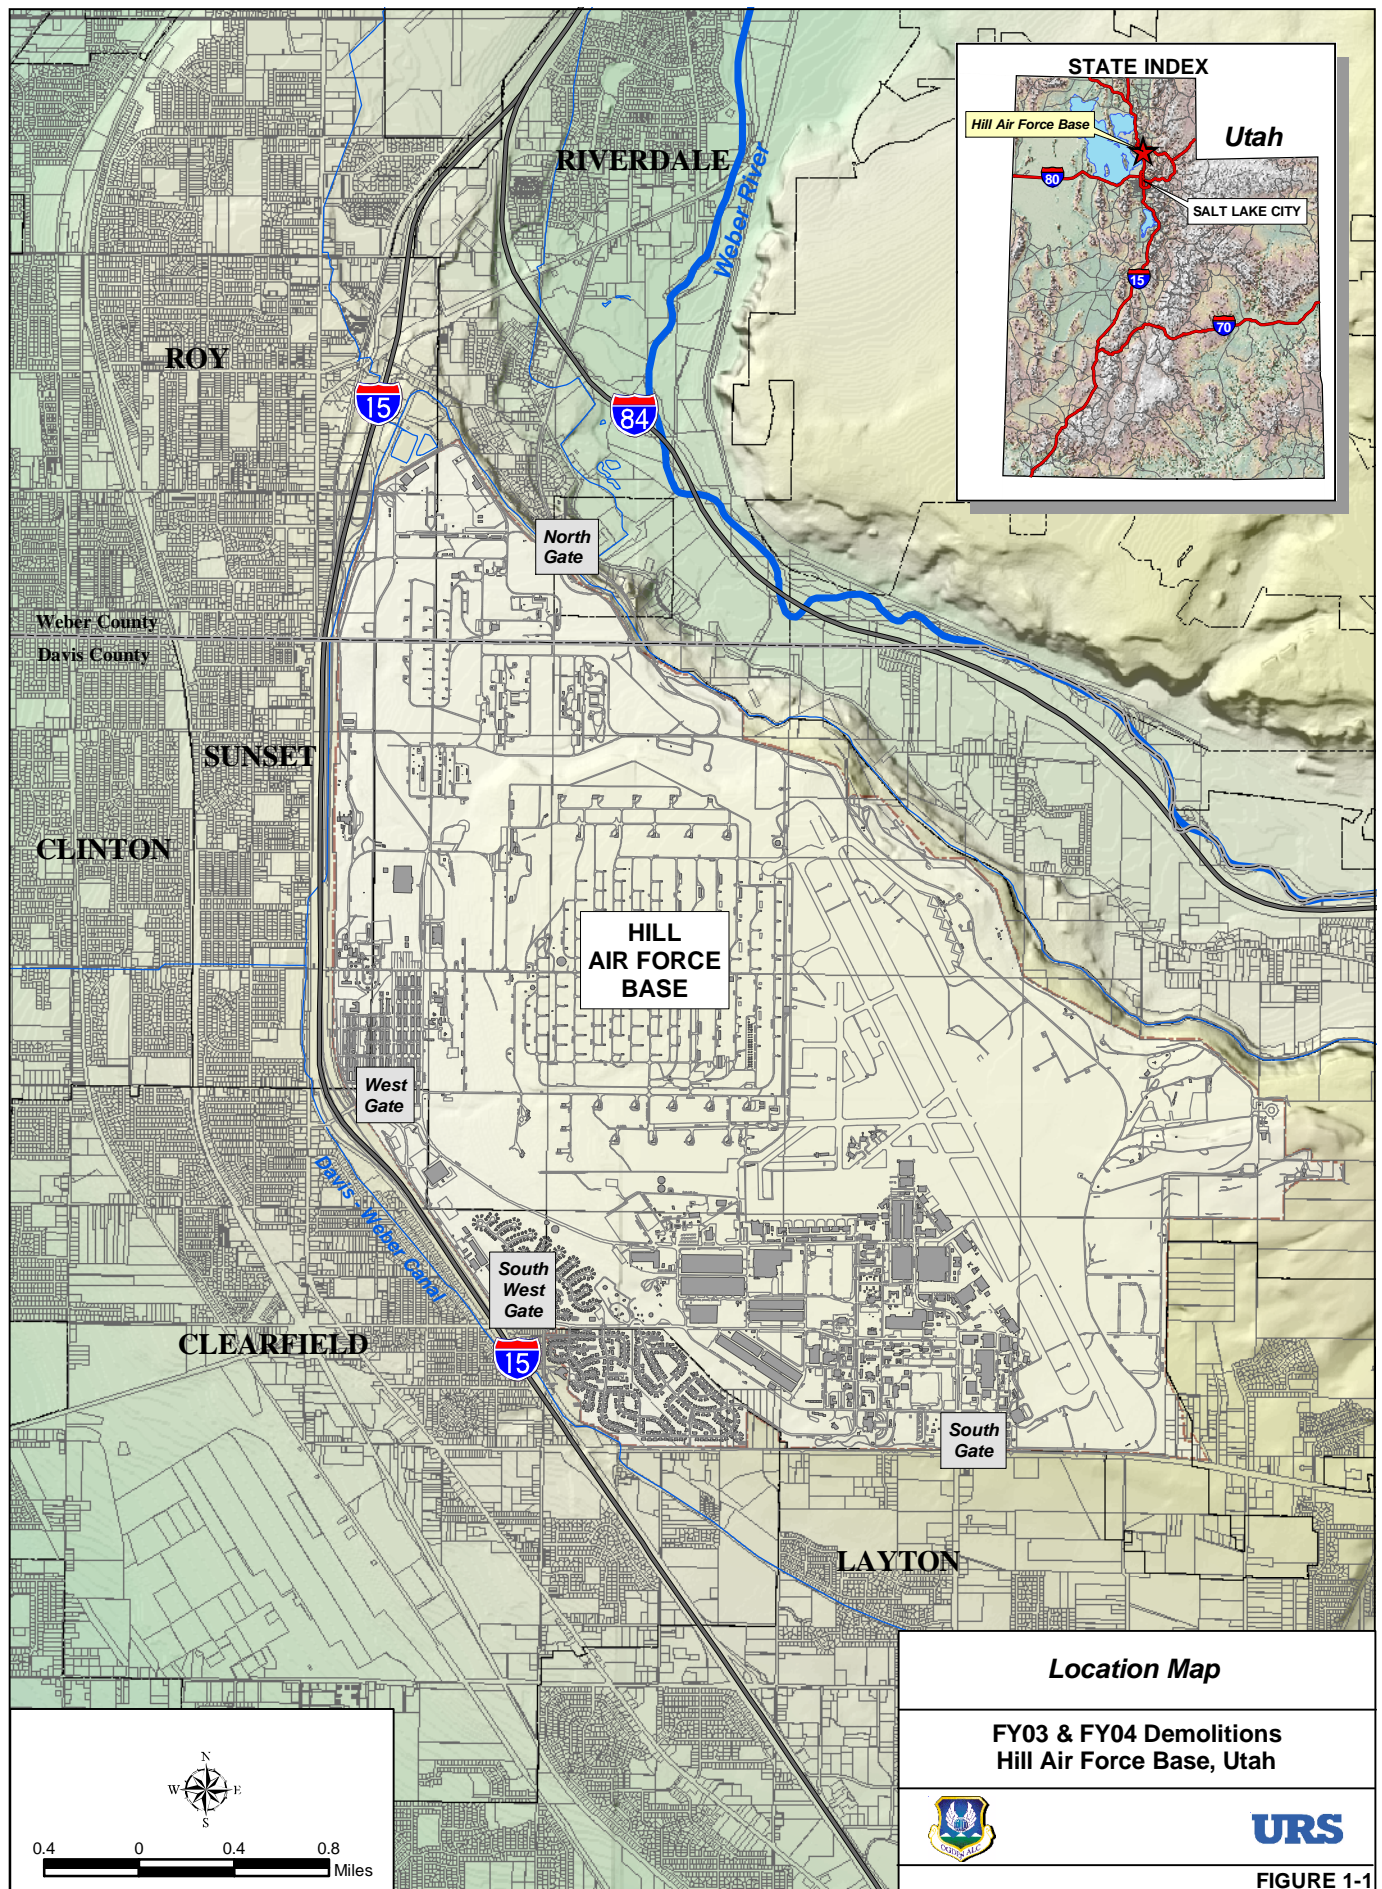 STATE INDEX
Hill Air Force Base
Utah
80
SALT LAKE CITY
15
70
RIVERDALE
Weber River
ROY
15
84
North
Gate
Weber County
Davis County
SUNSET
CLINTON
HILL
AIR FORCE
BASE
West
Gate
Davis - Weber Canal
South
West
Gate
CLEARFIELD
15
South
Gate
LAYTON
Location Map
FY03 & FY04 Demolitions
Hill Air Force Base, Utah
OGDEN ALC
URS
FIGURE 1-1
N
W E
S
0.4 0 0.4 0.8
Miles